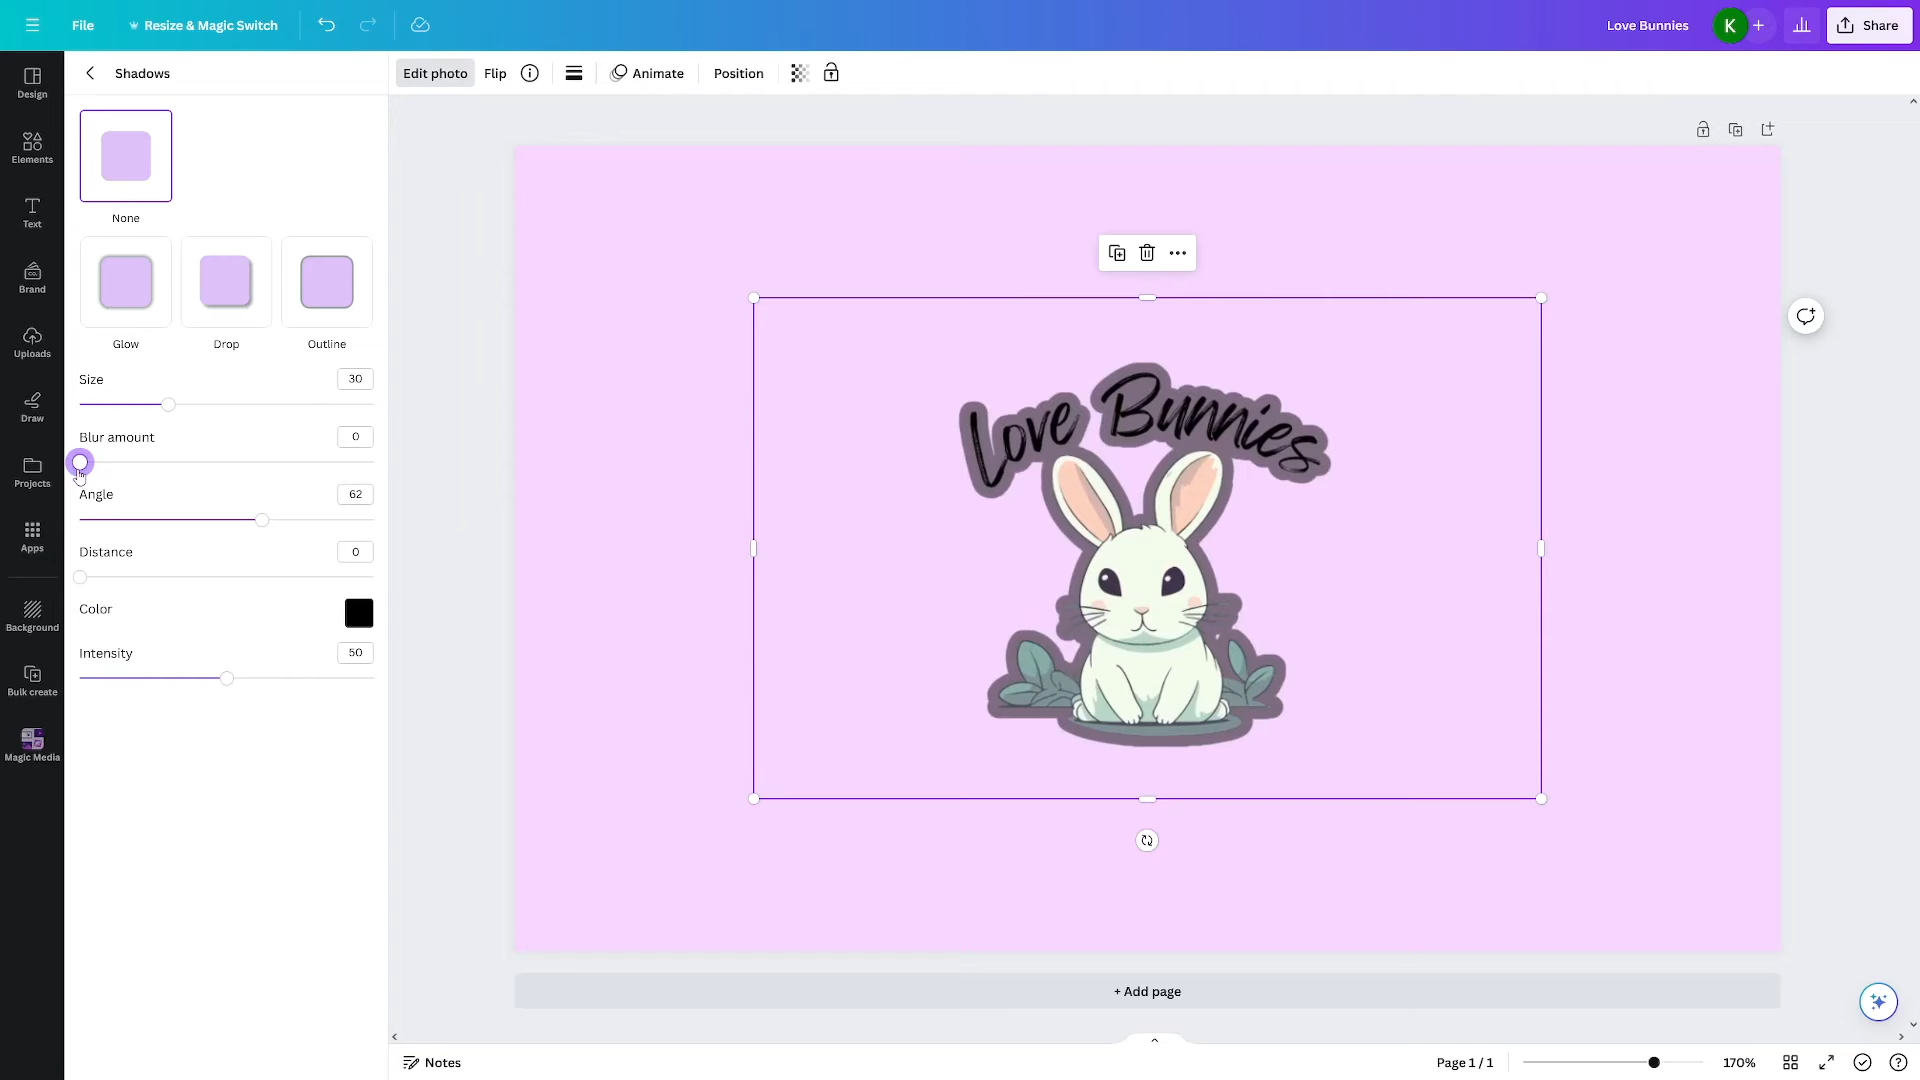 File
Resize & Magic Switch
Love Bunnies
K
Share
Design
Elements
Text
Brand
CO.
Uploads
Draw
Projects
Apps
Background
Bulk create
Magic Media
Shadows
None
Glow
Drop
Outline
Size
30
Blur amount
0
Angle
62
Distance
0
Color
Intensity
50
Edit photo
Flip
Animate
Position
Love Bunnies
+ Add page
Notes
Page 1 / 1
170%